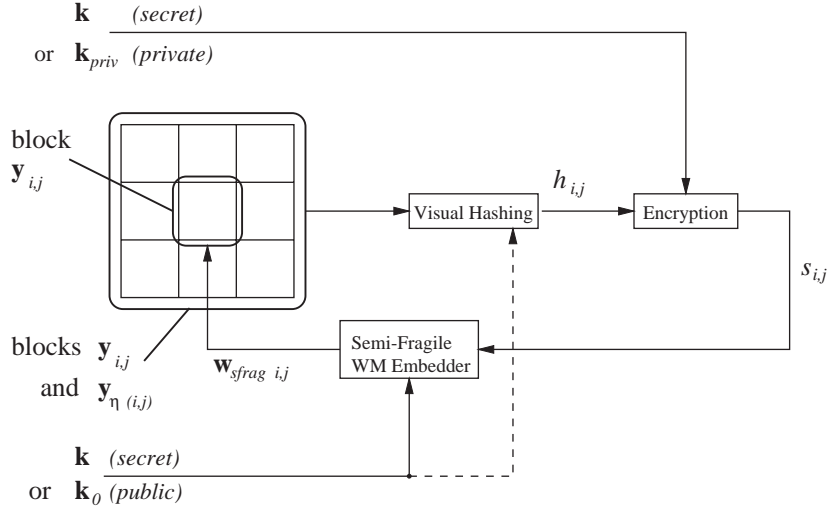 k (secret)
or k_priv (private)
block
y_i,j
Visual Hashing
h_i,j
Encryption
s_i,j
Semi-Fragile
WM Embedder
w_sfrag i,j
blocks y_i,j
and y_η (i,j)
k (secret)
or k_0 (public)